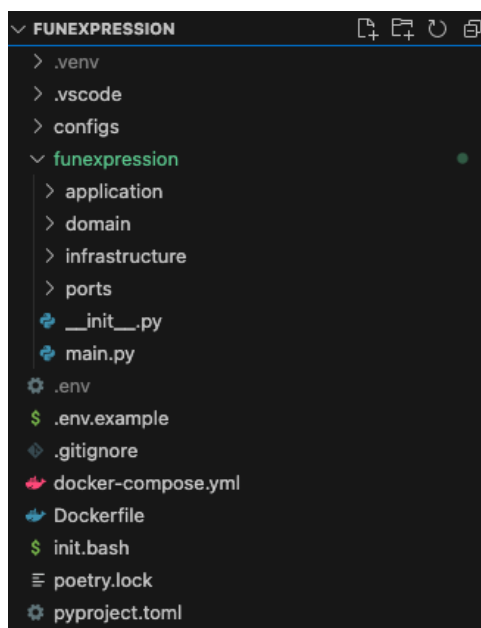 FUNEXPRESSION
.venv
.vscode
configs
funexpression
application
domain
infrastructure
ports
__init__.py
main.py
.env
$ .env.example
.gitignore
docker-compose.yml
Dockerfile
$ init.bash
poetry.lock
pyproject.toml